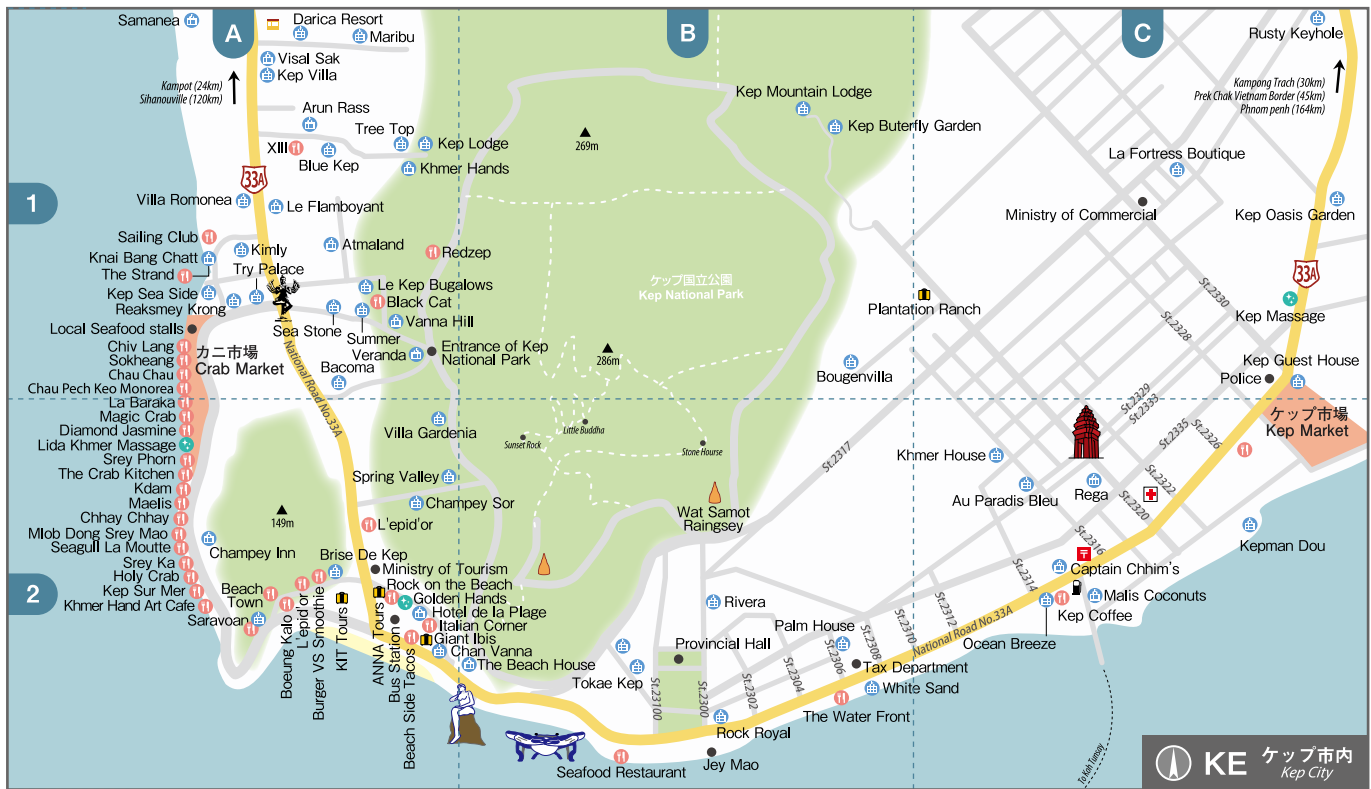 A
B
C
1
2
Samanea
Darica Resort
Maribu
Visal Sak
Kep Villa
Kampot (24km)
Sihanouville (120km)
Arun Rass
Tree Top
Kep Lodge
XIII
Blue Kep
Khmer Hands
33A
Villa Romonea
Le Flamboyant
Sailing Club
Kimly
Atmaland
Redzep
Knai Bang Chatt
The Strand
Try Palace
Kep Sea Side
Reaksmey Krong
Le Kep Bugalows
Black Cat
Sea Stone
Summer
Vanna Hill
Veranda
Entrance of Kep
National Park
Bacoma
National Road No.33A
Local Seafood stalls
カニ市場
Crab Market
Chiv Lang
Sokheang
Chau Chau
Chau Pech Keo Monorea
La Baraka
Magic Crab
Diamond Jasmine
Lida Khmer Massage
Srey Phorn
The Crab Kitchen
Kdam
Maelis
Chhay Chhay
Mlob Dong Srey Mao
Seagull La Moutte
Srey Ka
Holy Crab
Kep Sur Mer
Khmer Hand Art Cafe
Saravoan
Villa Gardenia
Spring Valley
Champey Sor
L'epid'or
149m
Champey Inn
Brise De Kep
Ministry of Tourism
Rock on the Beach
Golden Hands
Hotel de la Plage
Italian Corner
Giant Ibis
Chan Vanna
The Beach House
Beach
Town
Boeung Kalo
L'epid'or
Burger VS Smoothie
KIT Tours
ANNA Tours
Bus Station
Beach Side Tacos
269m
Kep Mountain Lodge
Kep Buterfly Garden
ケップ国立公園
Kep National Park
286m
Sunset Rock
Little Buddha
Stone Hourse
Wat Samot
Raingsey
Plantation Ranch
Bougenvilla
St.2317
Rivera
Provincial Hall
Tokae Kep
St.23100
St.2300
St.2302
St.2304
St.2306
St.2308
St.2310
St.2312
St.2314
St.2316
Palm House
Tax Department
White Sand
The Water Front
Rock Royal
Jey Mao
Seafood Restaurant
Rusty Keyhole
Kampong Trach (30km)
Prek Chak Vietnam Border (45km)
Phnom penh (164km)
La Fortress Boutique
Ministry of Commercial
Kep Oasis Garden
33A
St.2330
St.2328
Kep Massage
Kep Guest House
Police
St.2329
St.2333
St.2335
St.2326
St.2322
St.2320
ケップ市場
Kep Market
Khmer House
Au Paradis Bleu
Rega
Kepman Dou
Captain Chhim's
Malis Coconuts
Kep Coffee
Ocean Breeze
National Road No.33A
To Koh Tunsay
KE
ケップ市内
Kep City